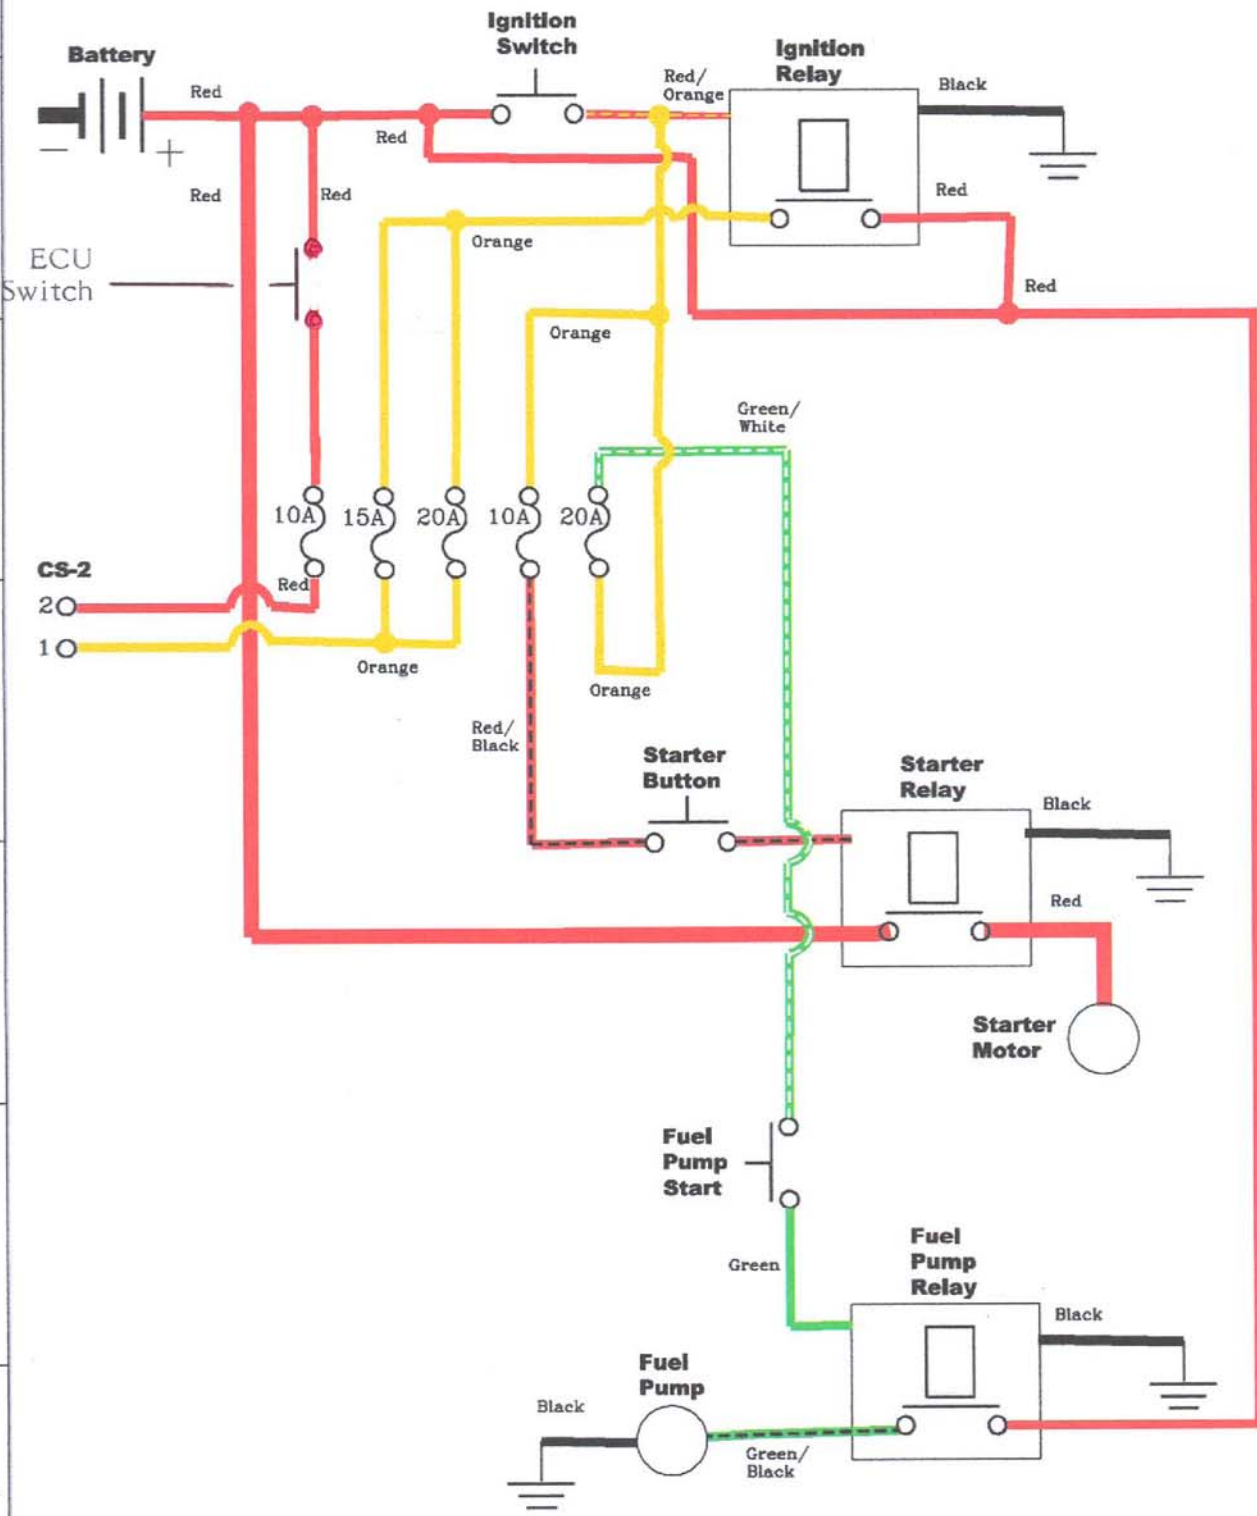 Ignition
Switch
Battery
Ignition
Relay
Red
Red/
Orange
Black
Red
−
+
Red
Red
Red
Orange
ECU
Switch
Red
Orange
Green/
White
10A
15A
20A
10A
20A
CS-2
Red
2
1
Orange
Orange
Red/
Black
Starter
Button
Starter
Relay
Black
Red
Starter
Motor
Fuel
Pump
Start
Green
Fuel
Pump
Relay
Black
Fuel
Pump
Black
Green/
Black